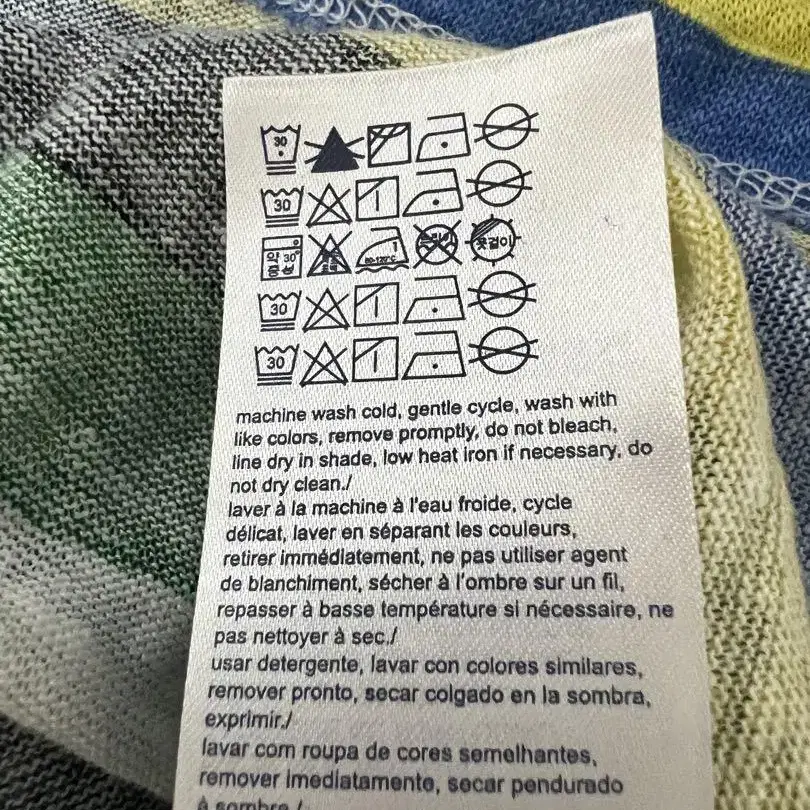 30
30
약 30°
중성 80-120°C 옷걸이
30
30
machine wash cold, gentle cycle, wash with
like colors, remove promptly, do not bleach,
line dry in shade, low heat iron if necessary, do
not dry clean./
laver à la machine à l'eau froide, cycle
délicat, laver en séparant les couleurs,
retirer immédiatement, ne pas utiliser agent
de blanchiment, sécher à l'ombre sur un fil,
repasser à basse température si nécessaire, ne
pas nettoyer à sec./
usar detergente, lavar con colores similares,
remover pronto, secar colgado en la sombra,
exprimir./
lavar com roupa de cores semelhantes,
remover imediatamente, secar pendurado
à sombra./